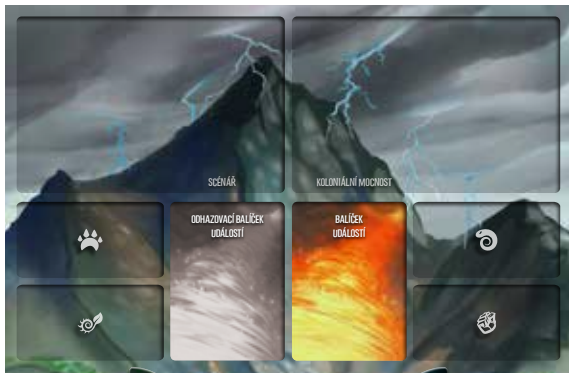 SCÉNÁŘ
KOLONIÁLNÍ MOCNOST
ODHAZOVACÍ BALÍČEK
UDÁLOSTÍ
BALÍČEK
UDÁLOSTÍ